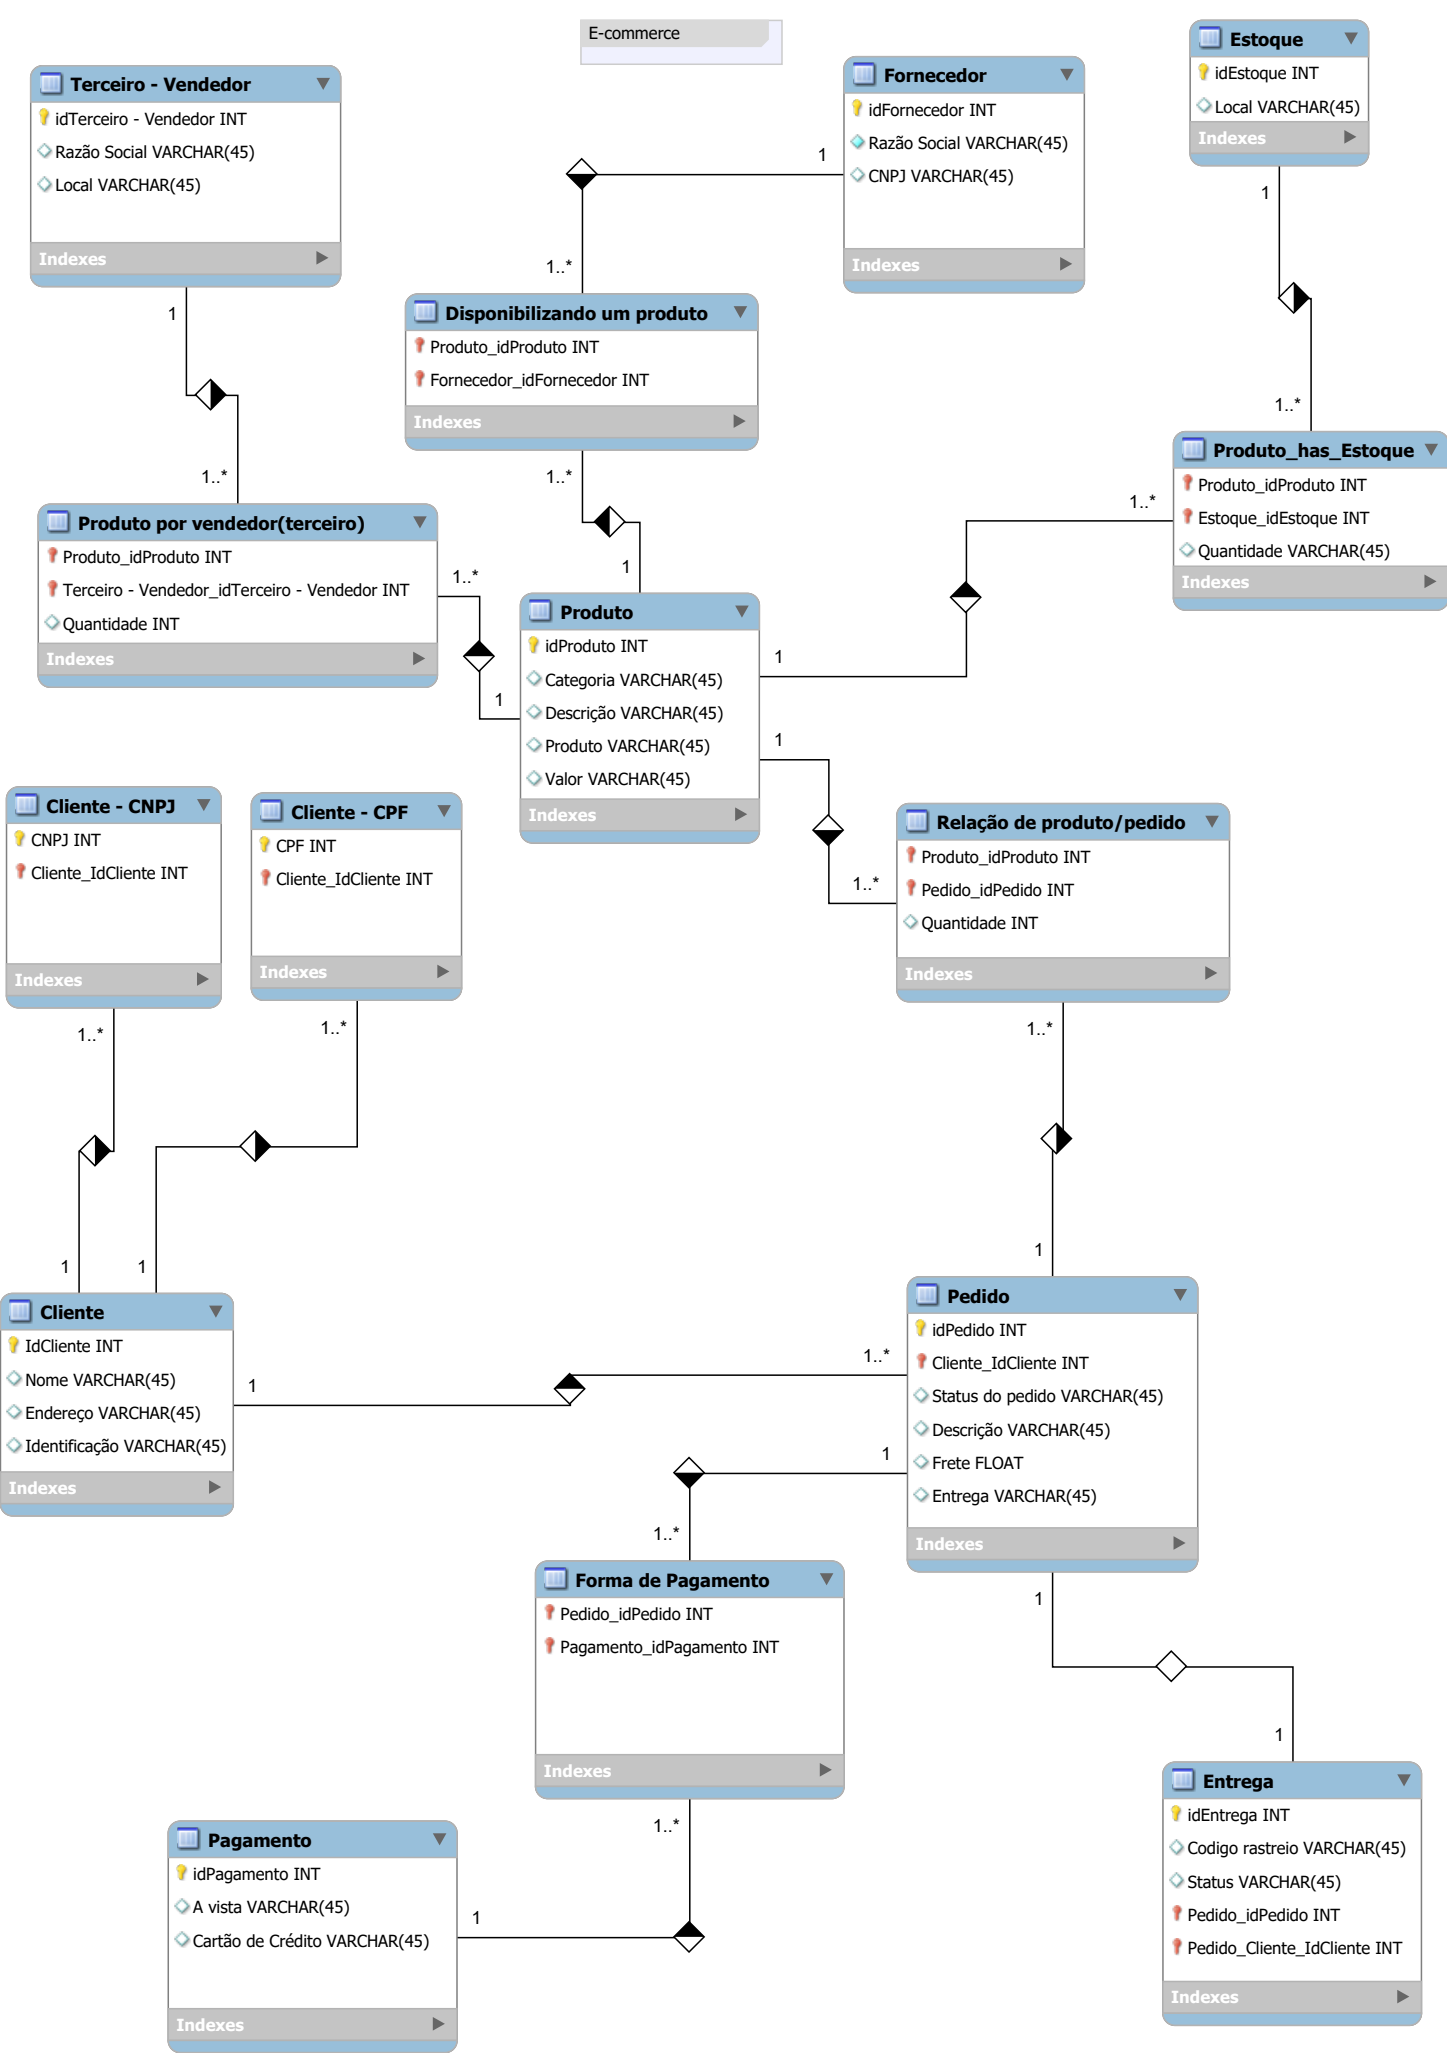 E-commerce
Terceiro - Vendedor
idTerceiro - Vendedor INT
Razão Social VARCHAR(45)
Local VARCHAR(45)
Indexes
Fornecedor
idFornecedor INT
Razão Social VARCHAR(45)
CNPJ VARCHAR(45)
Indexes
Estoque
idEstoque INT
Local VARCHAR(45)
Indexes
1
1
1
1..*
Disponibilizando um produto
Produto_idProduto INT
Fornecedor_idFornecedor INT
Indexes
1..*
1..*
1..*
Produto_has_Estoque
Produto_idProduto INT
Estoque_idEstoque INT
Quantidade VARCHAR(45)
Indexes
1..*
Produto por vendedor(terceiro)
Produto_idProduto INT
Terceiro - Vendedor_idTerceiro - Vendedor INT
Quantidade INT
Indexes
1..*
1
1
1
1
Produto
idProduto INT
Categoria VARCHAR(45)
Descrição VARCHAR(45)
Produto VARCHAR(45)
Valor VARCHAR(45)
Indexes
Cliente - CNPJ
CNPJ INT
Cliente_IdCliente INT
Indexes
Cliente - CPF
CPF INT
Cliente_IdCliente INT
Indexes
1..*
Relação de produto/pedido
Produto_idProduto INT
Pedido_idPedido INT
Quantidade INT
Indexes
1..*
1..*
1..*
1
1
1
Cliente
IdCliente INT
Nome VARCHAR(45)
Endereço VARCHAR(45)
Identificação VARCHAR(45)
Indexes
1
1..*
Pedido
idPedido INT
Cliente_IdCliente INT
Status do pedido VARCHAR(45)
Descrição VARCHAR(45)
Frete FLOAT
Entrega VARCHAR(45)
Indexes
1
1..*
Forma de Pagamento
Pedido_idPedido INT
Pagamento_idPagamento INT
Indexes
1
1
1..*
Pagamento
idPagamento INT
A vista VARCHAR(45)
Cartão de Crédito VARCHAR(45)
Indexes
1
Entrega
idEntrega INT
Codigo rastreio VARCHAR(45)
Status VARCHAR(45)
Pedido_idPedido INT
Pedido_Cliente_IdCliente INT
Indexes